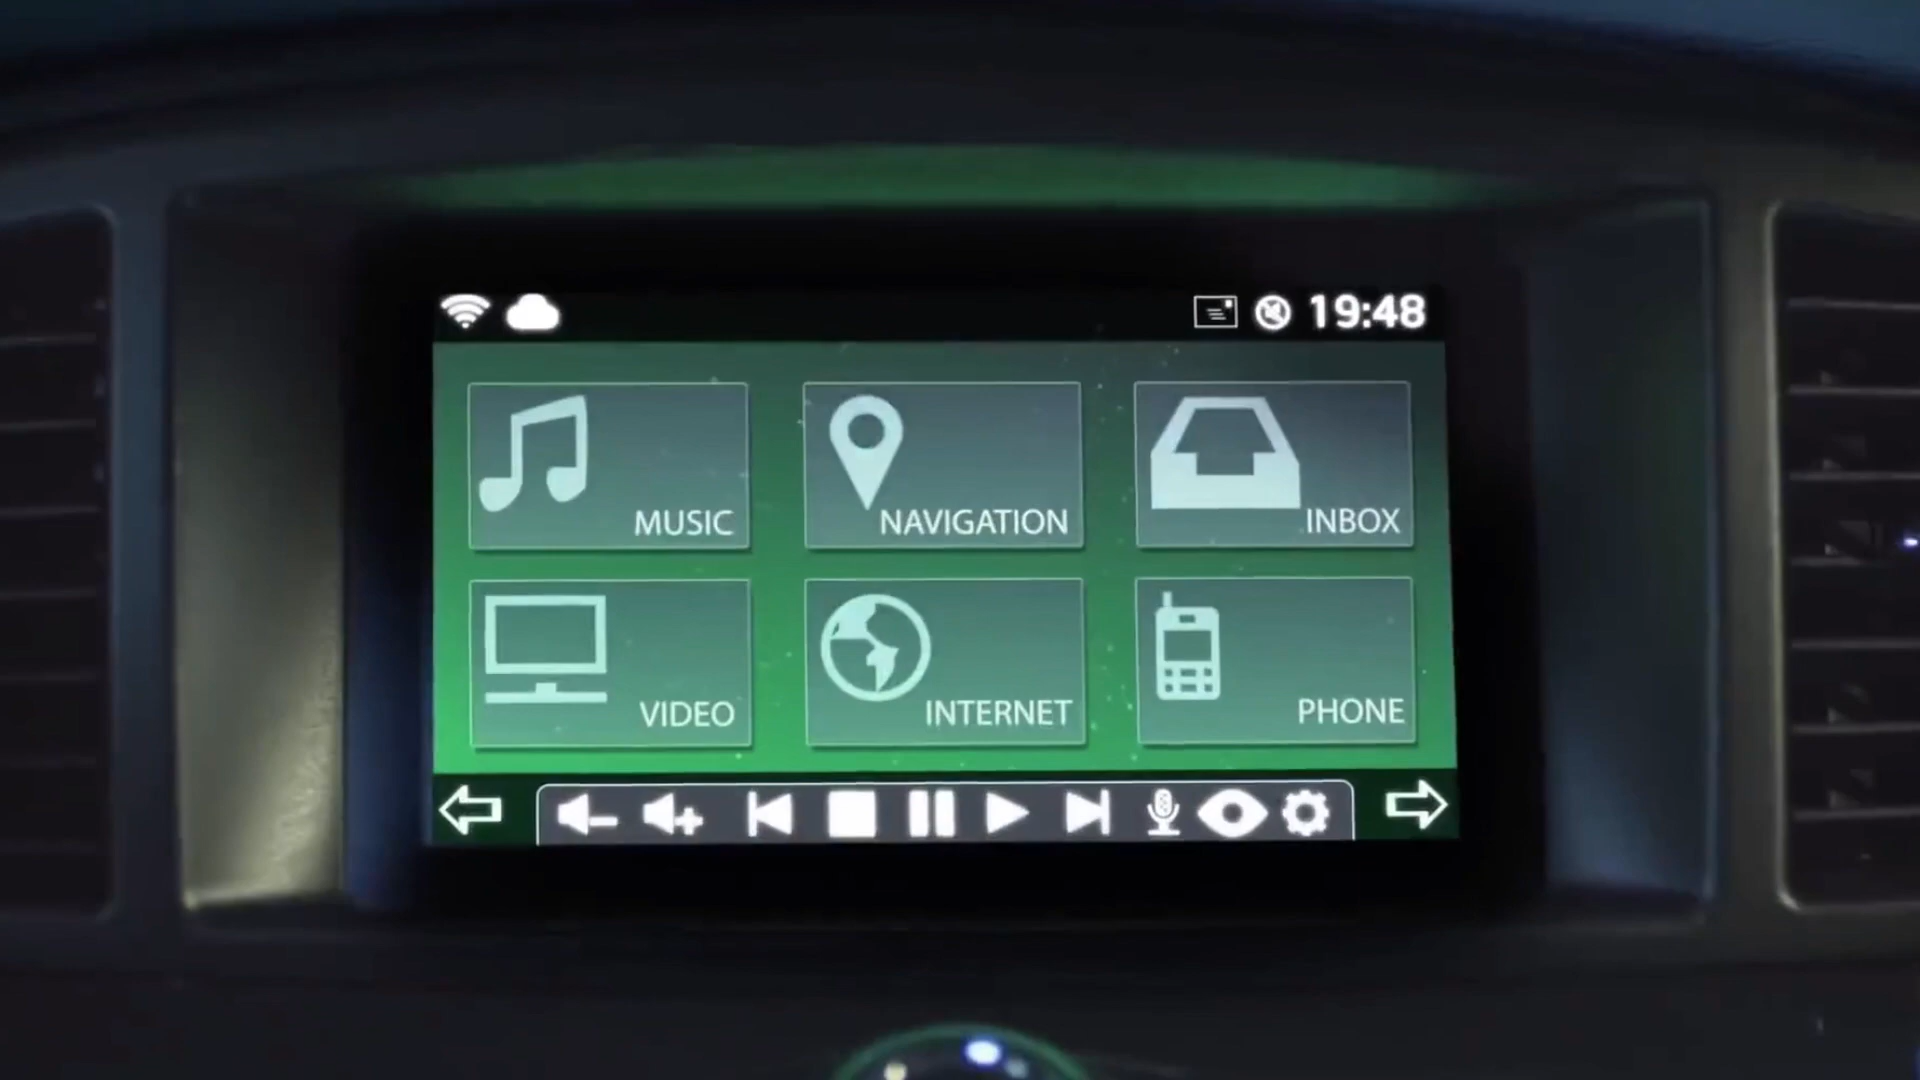 19:48
MUSIC
NAVIGATION
INBOX
VIDEO
INTERNET
PHONE